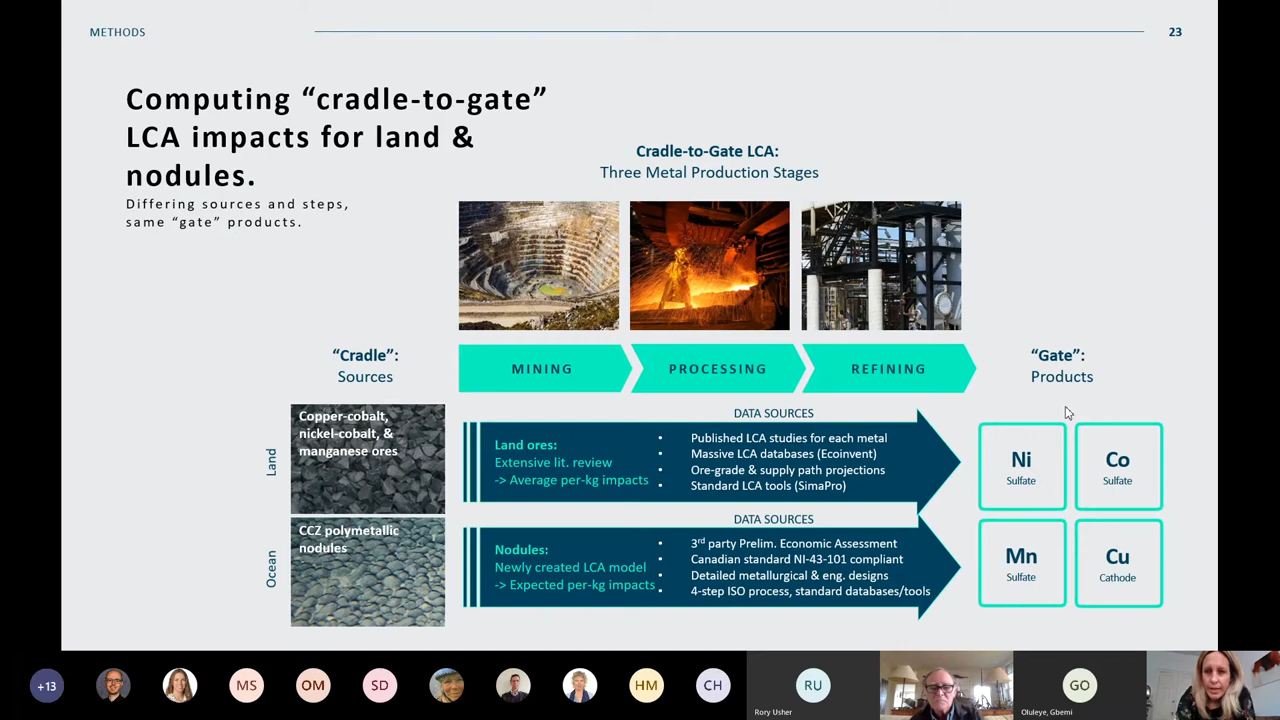 METHODS
23
Computing “cradle-to-gate”
LCA impacts for land &
nodules.
Differing sources and steps,
same “gate” products.
Cradle-to-Gate LCA:
Three Metal Production Stages
“Cradle”:
Sources
MINING
PROCESSING
REFINING
“Gate”:
Products
Land
Copper-cobalt,
nickel-cobalt, &
manganese ores
DATA SOURCES
Land ores:
Extensive lit. review
-> Average per-kg impacts
• Published LCA studies for each metal
• Massive LCA databases (Ecoinvent)
• Ore-grade & supply path projections
• Standard LCA tools (SimaPro)
Ni
Sulfate
Co
Sulfate
Ocean
CCZ polymetallic
nodules
DATA SOURCES
Nodules:
Newly created LCA model
-> Expected per-kg impacts
• 3rd party Prelim. Economic Assessment
• Canadian standard NI-43-101 compliant
• Detailed metallurgical & eng. designs
• 4-step ISO process, standard databases/tools
Mn
Sulfate
Cu
Cathode
+13
MS
OM
SD
HM
CH
RU
Rory Usher
GO
Oluleye, Gbemi